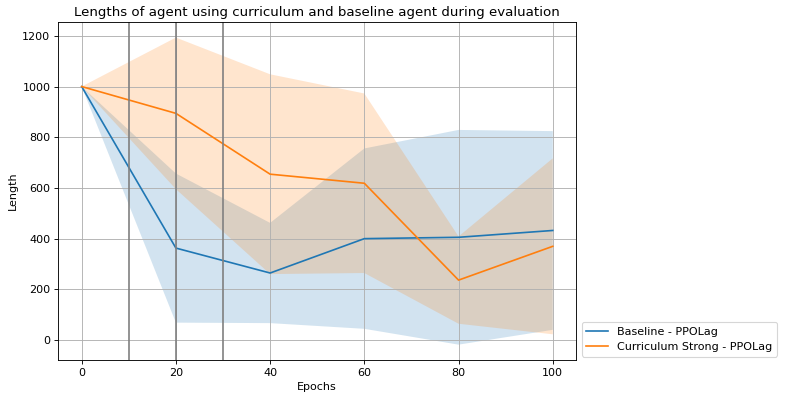 Lengths of agent using curriculum and baseline agent during evaluation
1200
1000
800
600
400
200
0
Length
0 20 40 60 80 100
Epochs
Baseline - PPOLag
Curriculum Strong - PPOLag